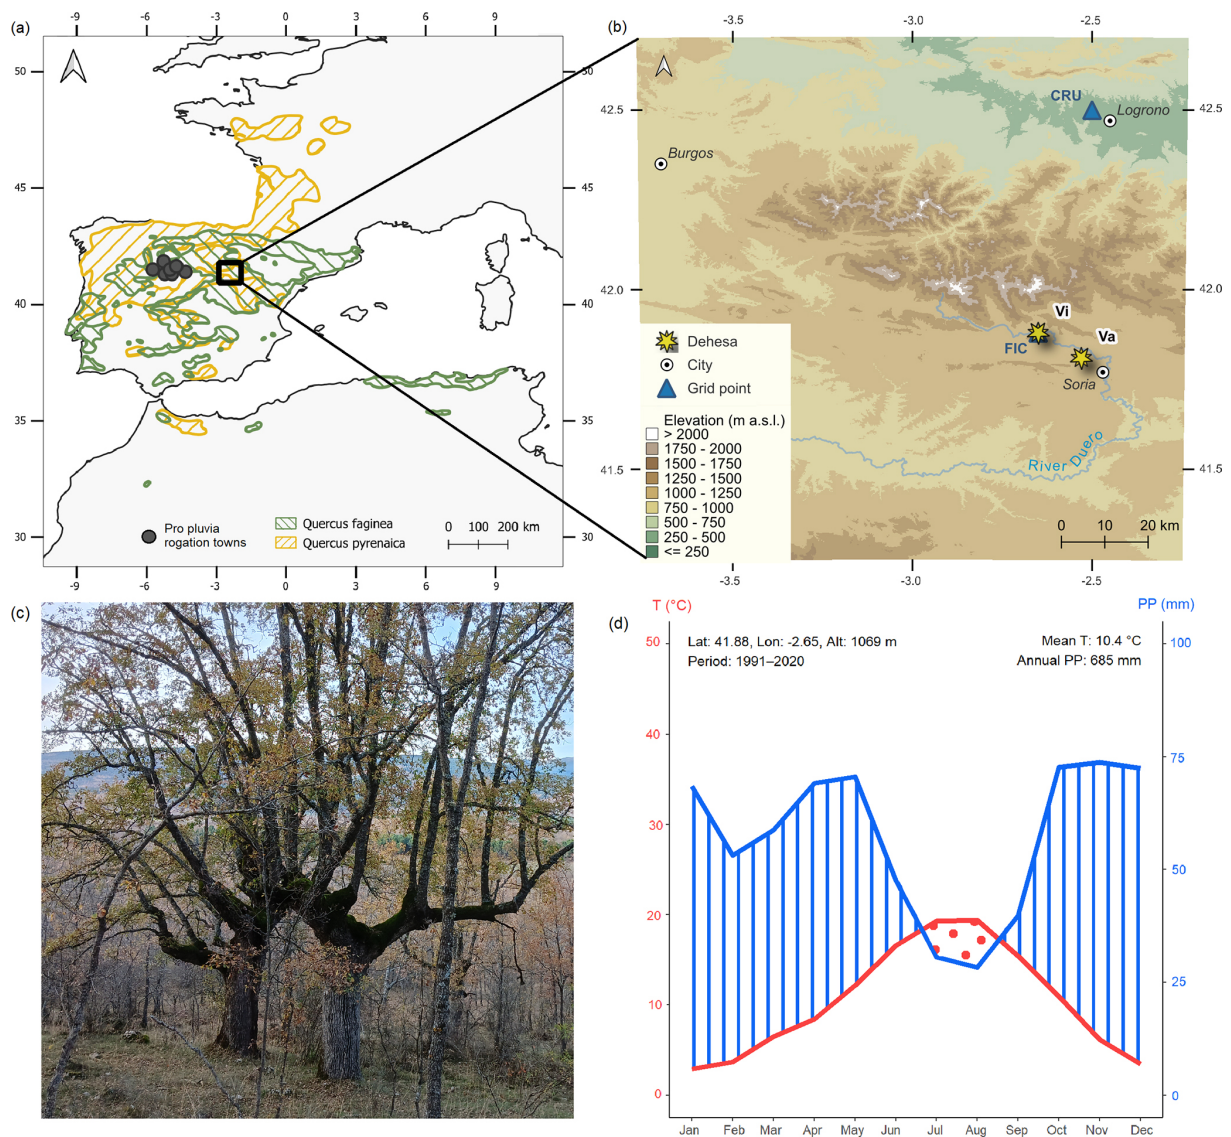 (a)
-9 -6 -3 0 3 6 9
50 50
45 45
40 40
35 35
30 30
Pro pluvia
rogation towns
Quercus faginea
Quercus pyrenaica
0 100 200 km
-9 -6 -3 0 3 6 9
(b)
-3.5 -3.0 -2.5
42.5 42.5
42.0 42.0
41.5 41.5
CRU
Logrono
Burgos
Vi
Va
FIC
Soria
River Duero
Dehesa
City
Grid point
Elevation (m a.s.l.)
> 2000
1750 - 2000
1500 - 1750
1250 - 1500
1000 - 1250
750 - 1000
500 - 750
250 - 500
<= 250
0 10 20 km
-3.5 -3.0 -2.5
(c)
(d)
T (°C)
PP (mm)
Lat: 41.88, Lon: -2.65, Alt: 1069 m
Period: 1991–2020
Mean T: 10.4 °C
Annual PP: 685 mm
50
40
30
20
10
0
100
75
50
25
0
Jan Feb Mar Apr May Jun Jul Aug Sep Oct Nov Dec